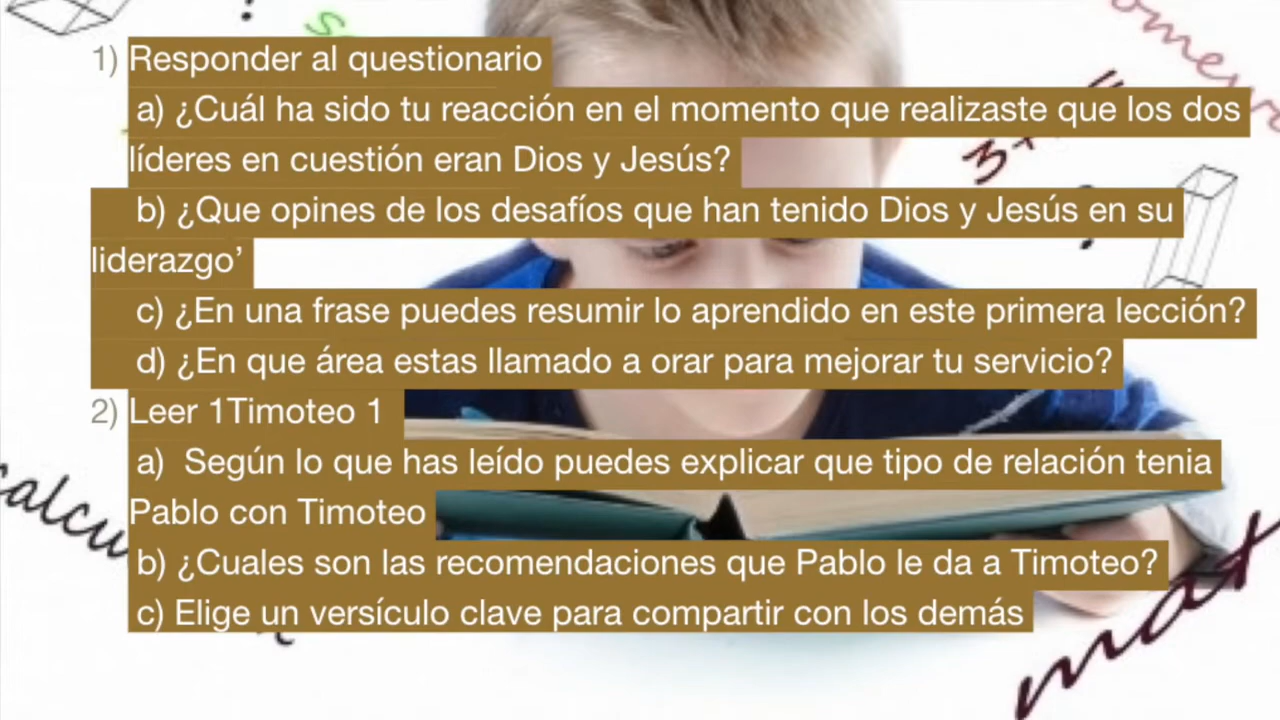 1) Responder al questionario
a) ¿Cuál ha sido tu reacción en el momento que realizaste que los dos
líderes en cuestión eran Dios y Jesús?
b) ¿Que opines de los desafíos que han tenido Dios y Jesús en su
liderazgo’
c) ¿En una frase puedes resumir lo aprendido en este primera lección?
d) ¿En que área estas llamado a orar para mejorar tu servicio?
2) Leer 1Timoteo 1
a) Según lo que has leído puedes explicar que tipo de relación tenia
Pablo con Timoteo
b) ¿Cuales son las recomendaciones que Pablo le da a Timoteo?
c) Elige un versículo clave para compartir con los demás
calcu
mat